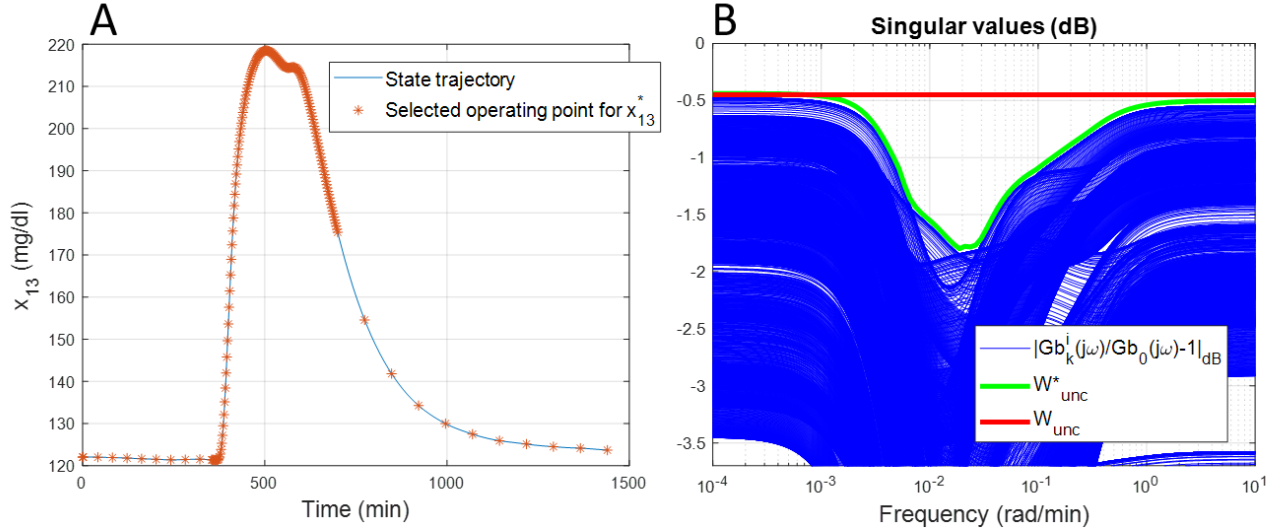 A
220
210
200
190
180
170
160
150
140
130
120
x13 (mg/dl)
0
500
1000
1500
Time (min)
State trajectory
Selected operating point for x*13
B
Singular values (dB)
0
-0.5
-1
-1.5
-2
-2.5
-3
-3.5
10-4
10-3
10-2
10-1
100
101
Frequency (rad/min)
|Gbik(jω)/Gb0(jω)-1|dB
W*unc
Wunc